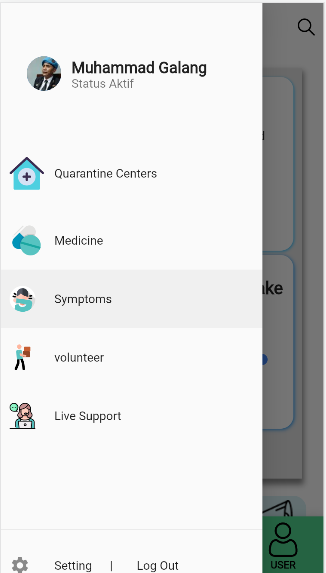 Muhammad Galang
Status Aktif
Quarantine Centers
Medicine
Symptoms
volunteer
Live Support
Setting | Log Out
USER